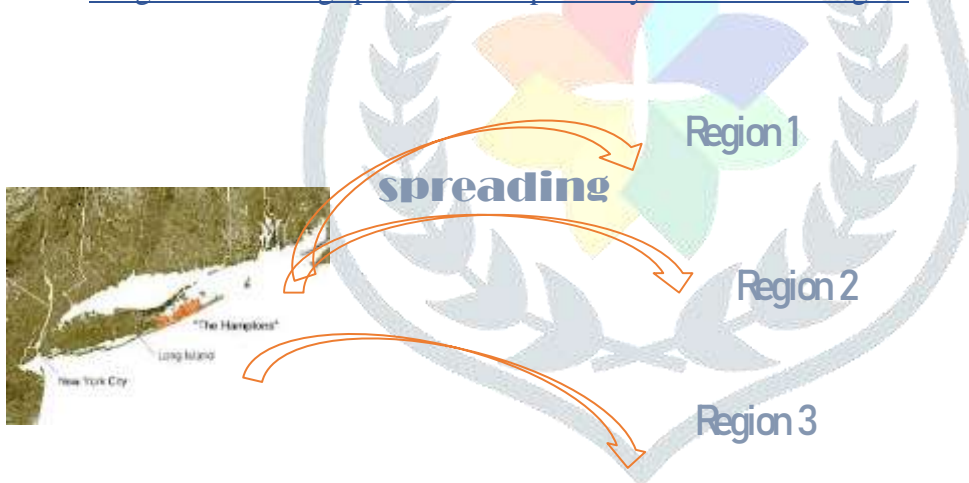 Region 1
spreading
Region 2
"The Hamptons"
Long Island
New York City
Region 3